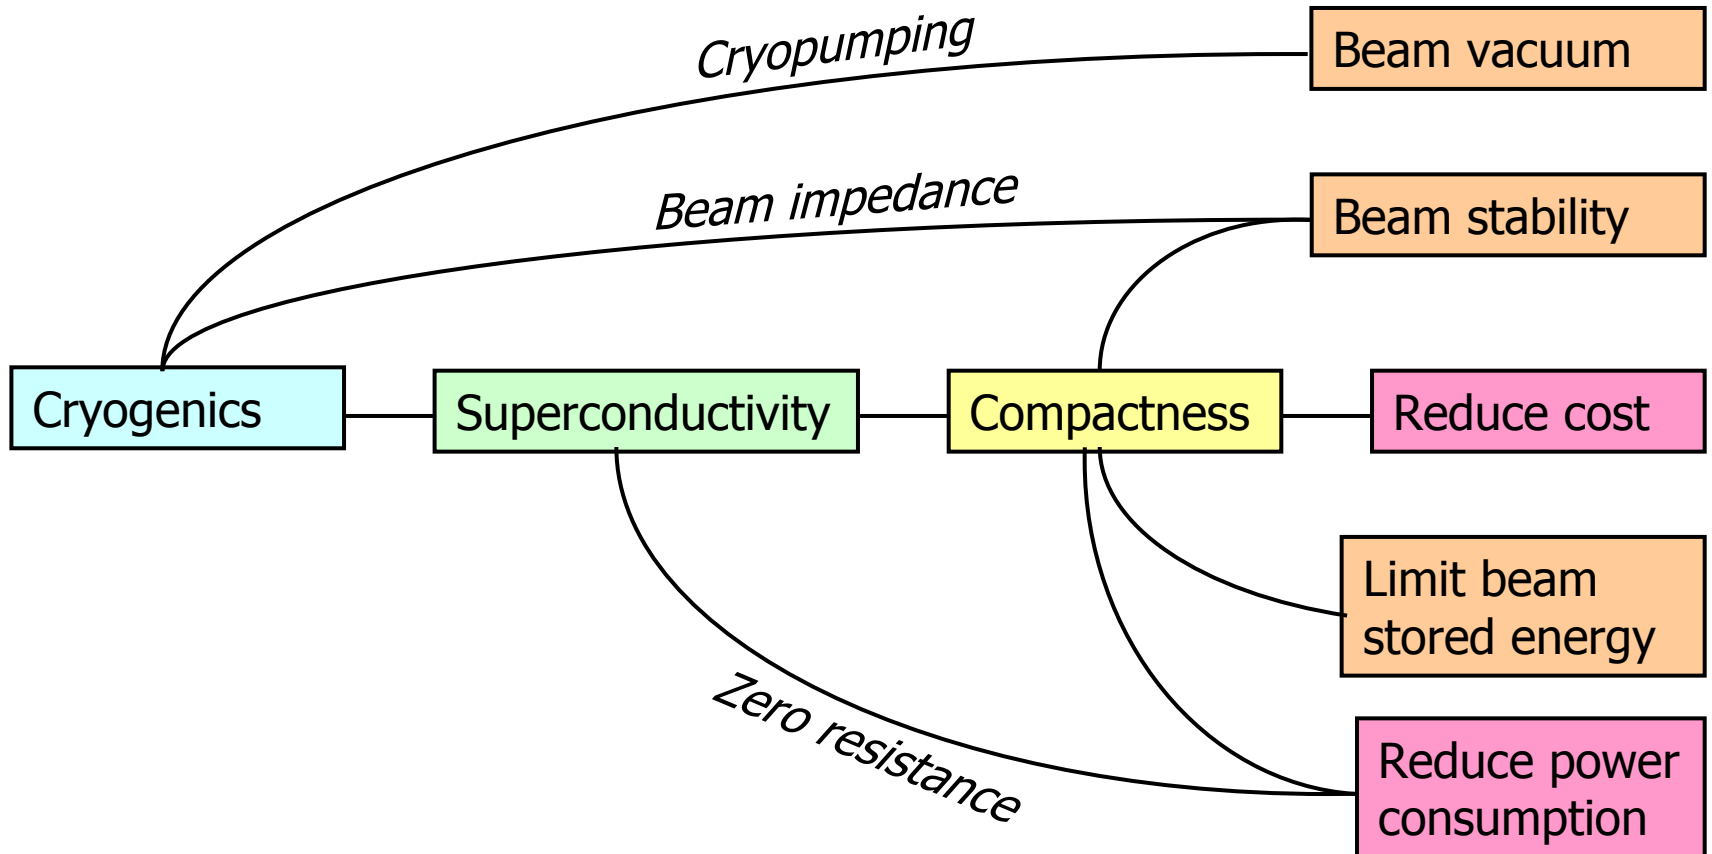 Cryopumping
Beam vacuum
Beam impedance
Beam stability
Cryogenics
Superconductivity
Compactness
Reduce cost
Limit beam
stored energy
Zero resistance
Reduce power
consumption